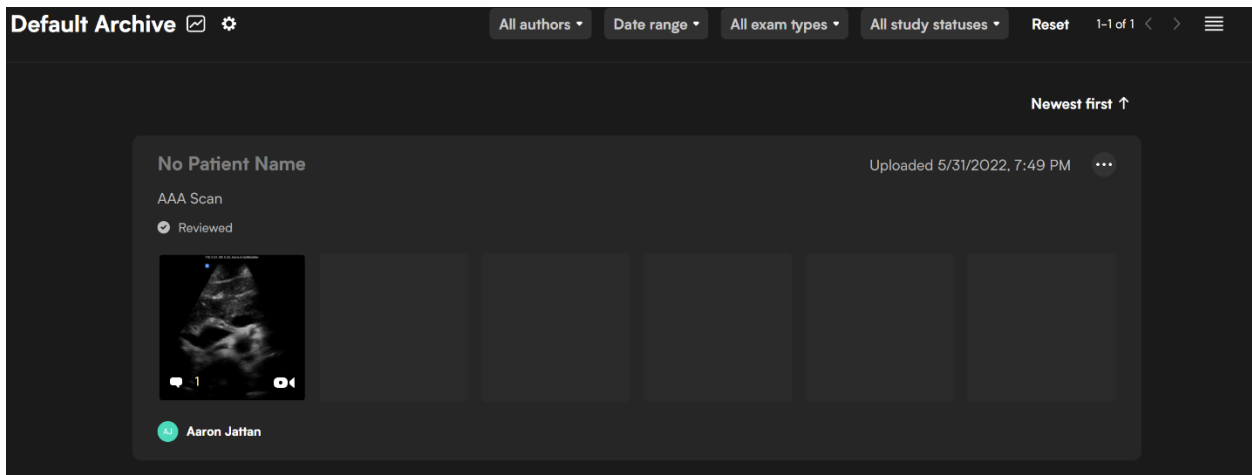 Default Archive
All authors
Date range
All exam types
All study statuses
Reset
1-1 of 1
Newest first ↑
No Patient Name
Uploaded 5/31/2022, 7:49 PM
AAA Scan
Reviewed
1
AJ
Aaron Jattan